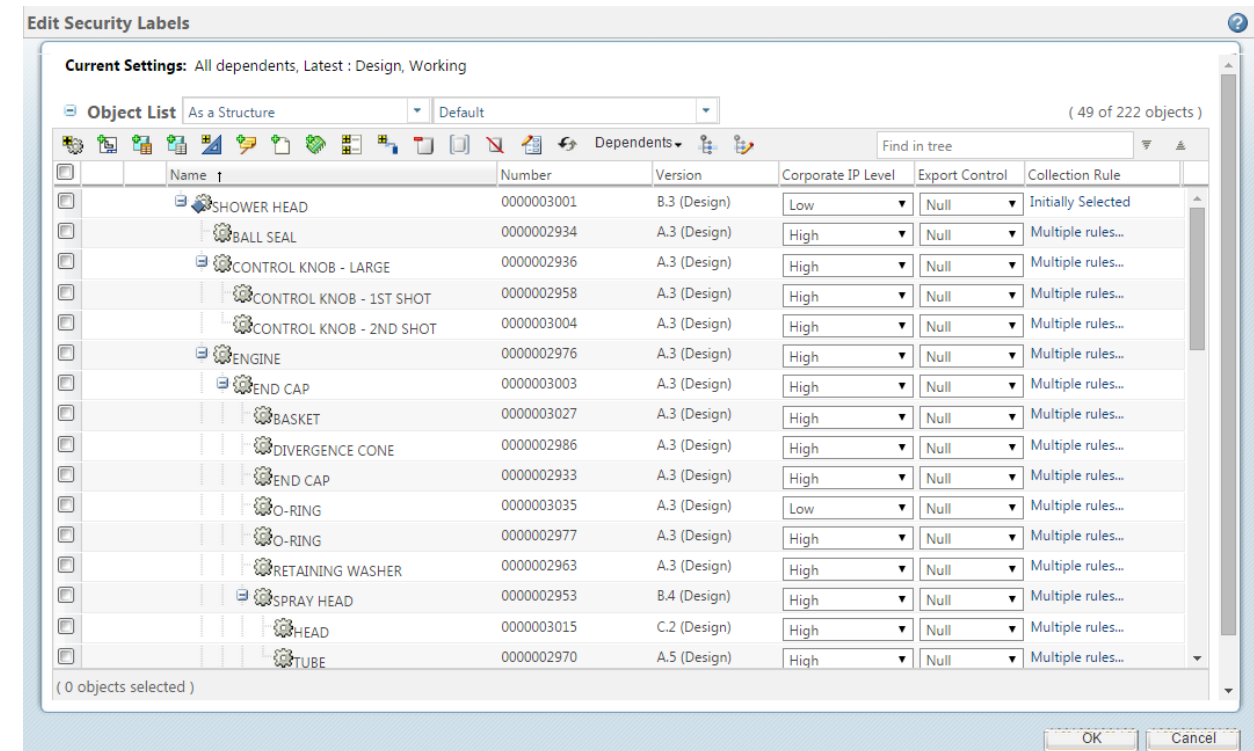 Edit Security Labels
Current Settings: All dependents, Latest : Design, Working
Object List As a Structure Default ( 49 of 222 objects )
Dependents Find in tree
Name Number Version Corporate IP Level Export Control Collection Rule
SHOWER HEAD 0000003001 B.3 (Design) Low Null Initially Selected
BALL SEAL 0000002934 A.3 (Design) High Null Multiple rules...
CONTROL KNOB - LARGE 0000002936 A.3 (Design) High Null Multiple rules...
CONTROL KNOB - 1ST SHOT 0000002958 A.3 (Design) High Null Multiple rules...
CONTROL KNOB - 2ND SHOT 0000003004 A.3 (Design) High Null Multiple rules...
ENGINE 0000002976 A.3 (Design) High Null Multiple rules...
END CAP 0000003003 A.3 (Design) High Null Multiple rules...
BASKET 0000003027 A.3 (Design) High Null Multiple rules...
DIVERGENCE CONE 0000002986 A.3 (Design) High Null Multiple rules...
END CAP 0000002933 A.3 (Design) High Null Multiple rules...
O-RING 0000003035 A.3 (Design) Low Null Multiple rules...
O-RING 0000002977 A.3 (Design) High Null Multiple rules...
RETAINING WASHER 0000002963 A.3 (Design) High Null Multiple rules...
SPRAY HEAD 0000002953 B.4 (Design) High Null Multiple rules...
HEAD 0000003015 C.2 (Design) High Null Multiple rules...
TUBE 0000002970 A.5 (Design) High Null Multiple rules...
( 0 objects selected )
OK Cancel